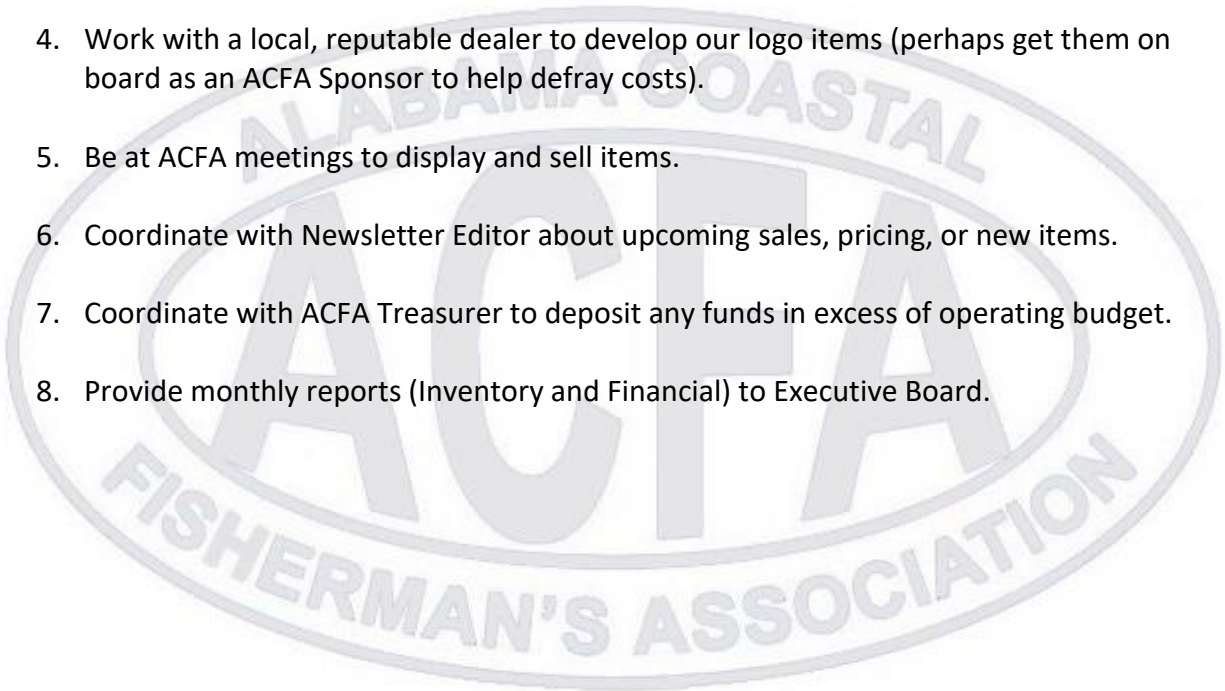 4. Work with a local, reputable dealer to develop our logo items (perhaps get them on
board as an ACFA Sponsor to help defray costs).
5. Be at ACFA meetings to display and sell items.
6. Coordinate with Newsletter Editor about upcoming sales, pricing, or new items.
7. Coordinate with ACFA Treasurer to deposit any funds in excess of operating budget.
8. Provide monthly reports (Inventory and Financial) to Executive Board.
ALABAMA COASTAL
ACFA
FISHERMAN'S ASSOCIATION